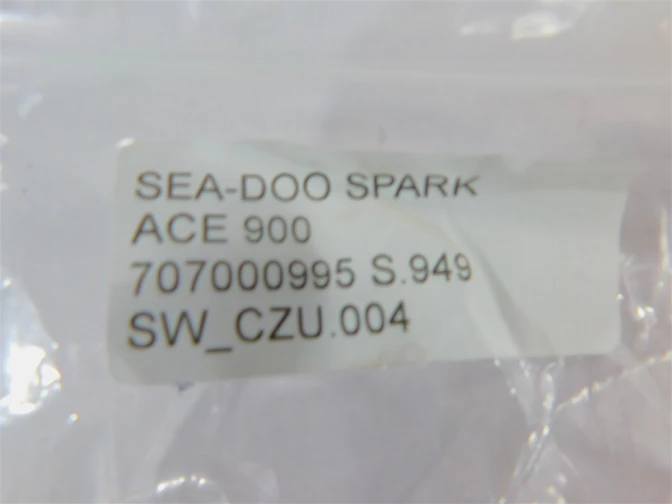 SEA-DOO SPARK
ACE 900
707000995 S.949
SW_CZU.004